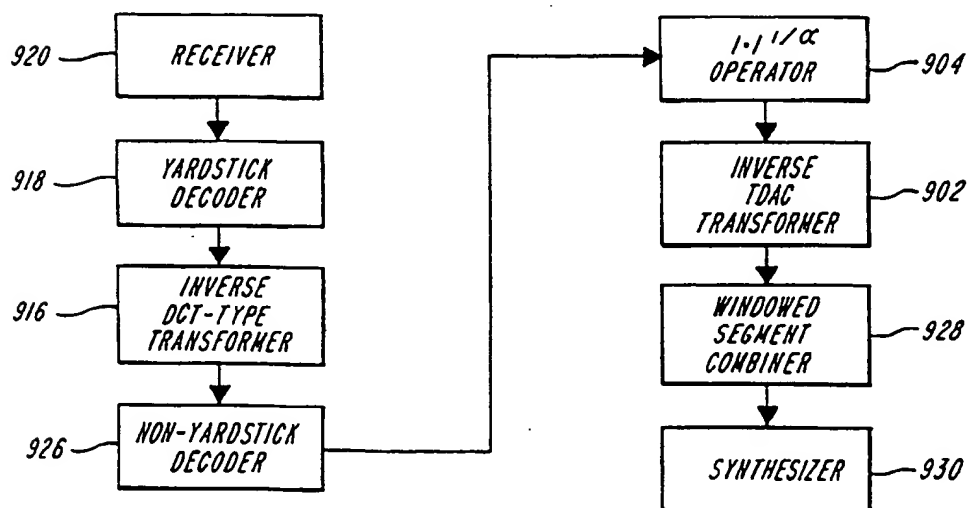 920
RECEIVER
918
YARDSTICK
DECODER
916
INVERSE
DCT-TYPE
TRANSFORMER
926
NON-YARDSTICK
DECODER
|·|¹/α
OPERATOR
904
INVERSE
TDAC
TRANSFORMER
902
WINDOWED
SEGMENT
COMBINER
928
SYNTHESIZER
930